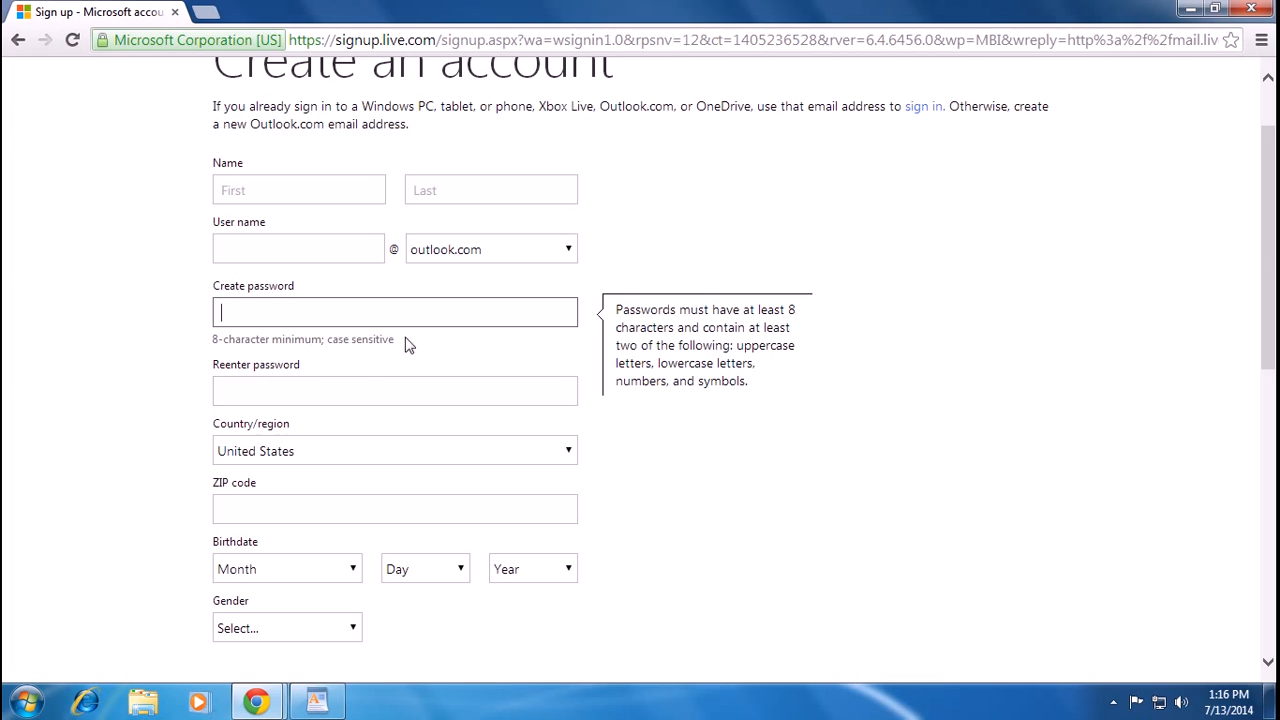 Sign up - Microsoft accou
Microsoft Corporation [US] https://signup.live.com/signup.aspx?wa=wsignin1.0&rpsnv=12&ct=1405236528&rver=6.4.6456.0&wp=MBI&wreply=http%3a%2f%2fmail.liv
Create an account
If you already sign in to a Windows PC, tablet, or phone, Xbox Live, Outlook.com, or OneDrive, use that email address to sign in. Otherwise, create
a new Outlook.com email address.
Name
First Last
User name
@ outlook.com
Create password
8-character minimum; case sensitive
Passwords must have at least 8
characters and contain at least
two of the following: uppercase
letters, lowercase letters,
numbers, and symbols.
Reenter password
Country/region
United States
ZIP code
Birthdate
Month Day Year
Gender
Select...
1:16 PM
7/13/2014